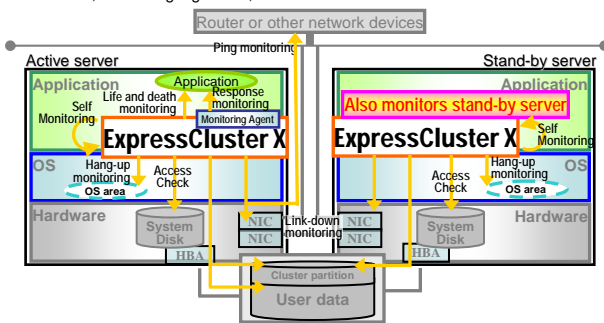 Router or other network devices
Ping monitoring
Active server
Stand-by server
Application
Application
Life and death
monitoring
Response
monitoring
Self
Monitoring
Monitoring Agent
ExpressCluster X
OS
Hang-up
monitoring
OS area
Access
Check
Hardware
System
Disk
NIC
NIC
HBA
Link-down
monitoring
Application
Also monitors stand-by server
ExpressCluster X
Self
Monitoring
Hang-up
monitoring
OS
OS area
Access
Check
Hardware
NIC
NIC
System
Disk
HBA
Cluster partition
User data